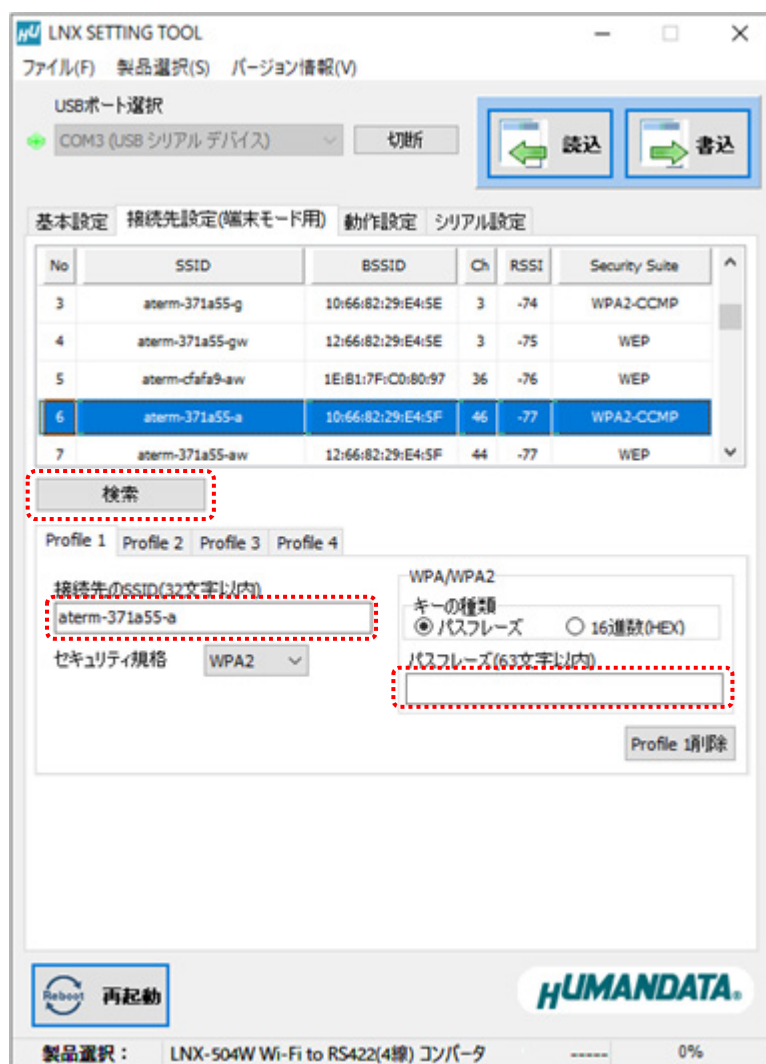 LNX SETTING TOOL
ファイル(F) 製品選択(S) バージョン情報(V)
USBポート選択
COM3 (USB シリアル デバイス) 切断 読込 書込
基本設定 接続先設定(端末モード用) 動作設定 シリアル設定
No SSID BSSID Ch RSSI Security Suite
3 aterm-371a55-g 10:66:82:29:E4:5E 3 -74 WPA2-CCMP
4 aterm-371a55-gw 12:66:82:29:E4:5E 3 -75 WEP
5 aterm-cfafa9-aw 1E:B1:7F:C0:80:97 36 -76 WEP
6 aterm-371a55-a 10:66:82:29:E4:5F 46 -77 WPA2-CCMP
7 aterm-371a55-aw 12:66:82:29:E4:5F 44 -77 WEP
検索
Profile 1 Profile 2 Profile 3 Profile 4
接続先のSSID(32文字以内)
aterm-371a55-a
セキュリティ規格 WPA2
WPA/WPA2
キーの種類
パスフレーズ 16進数(HEX)
パスフレーズ(63文字以内)
Profile 1削除
Reboot 再起動 HUMANDATA®
製品選択: LNX-504W Wi-Fi to RS422(4線) コンバータ ----- 0%